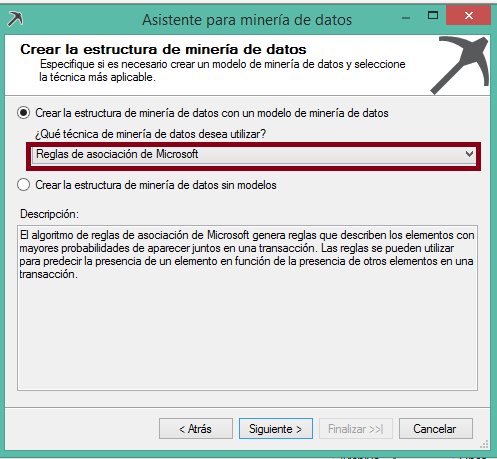 Asistente para minería de datos
Crear la estructura de minería de datos
Especifique si es necesario crear un modelo de minería de datos y seleccione
la técnica más aplicable.
Crear la estructura de minería de datos con un modelo de minería de datos
¿Qué técnica de minería de datos desea utilizar?
Reglas de asociación de Microsoft
Crear la estructura de minería de datos sin modelos
Descripción:
El algoritmo de reglas de asociación de Microsoft genera reglas que describen los elementos con
mayores probabilidades de aparecer juntos en una transacción. Las reglas se pueden utilizar
para predecir la presencia de un elemento en función de la presencia de otros elementos en una
transacción.
< Atrás
Siguiente >
Finalizar >>|
Cancelar